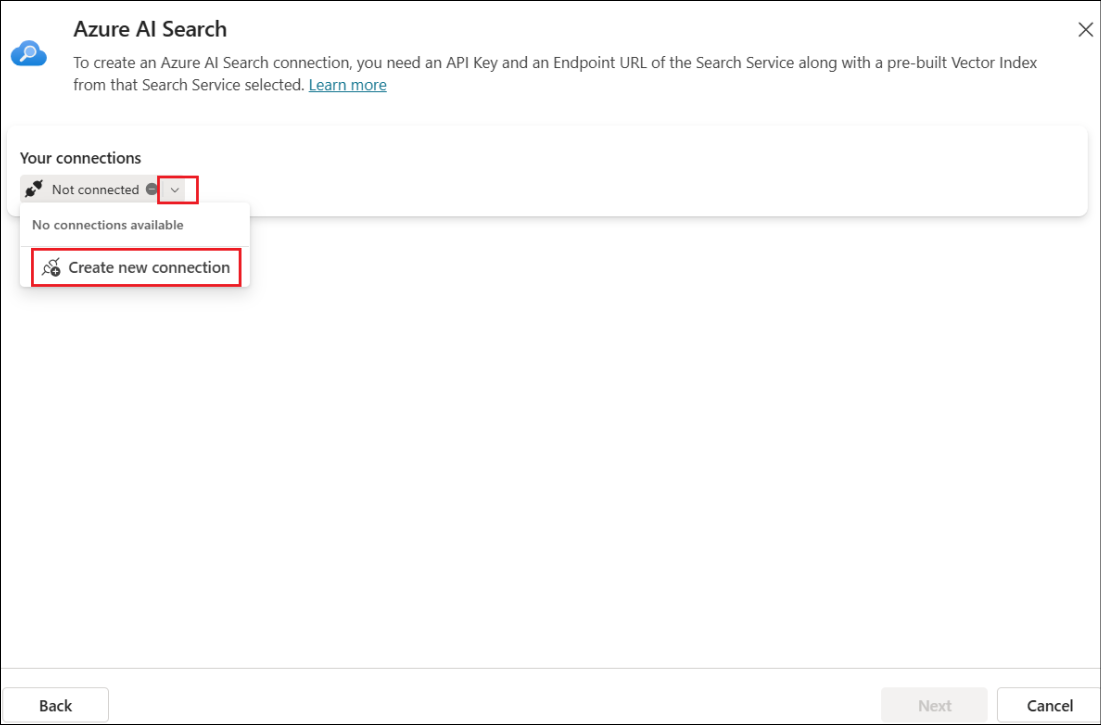 Azure AI Search
To create an Azure AI Search connection, you need an API Key and an Endpoint URL of the Search Service along with a pre-built Vector Index
from that Search Service selected. Learn more
Your connections
Not connected
No connections available
Create new connection
Back
Next
Cancel